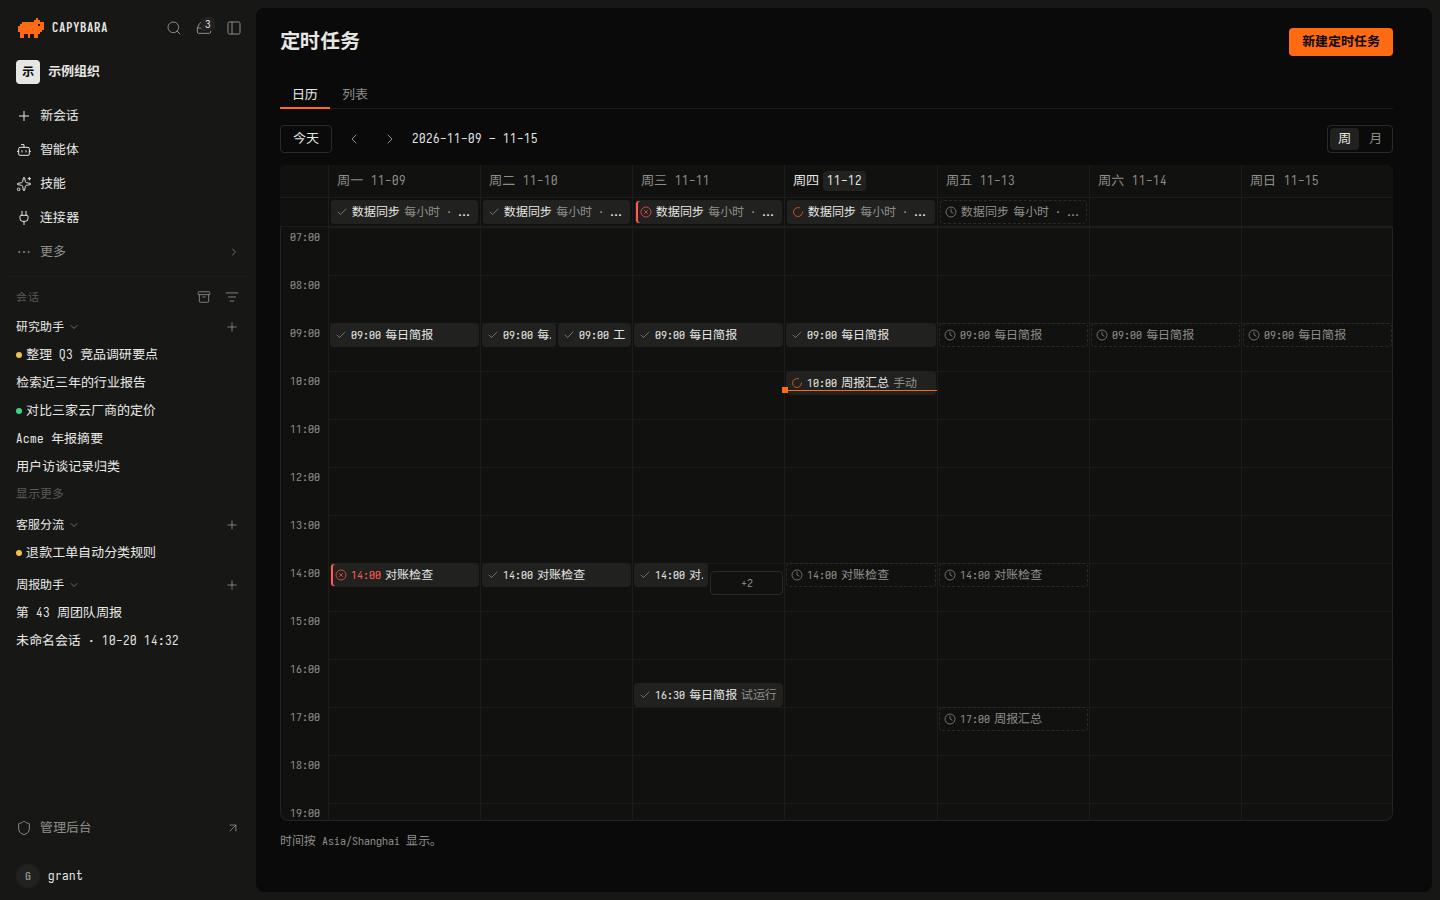 CAPYBARA
3
示 示例组织
新会话
智能体
技能
连接器
更多
会话
研究助手
整理 Q3 竞品调研要点
检索近三年的行业报告
对比三家云厂商的定价
Acme 年报摘要
用户访谈记录归类
显示更多
客服分流
退款工单自动分类规则
周报助手
第 43 周团队周报
未命名会话 · 10-20 14:32
管理后台
G grant
定时任务
新建定时任务
日历 列表
今天 2026-11-09 – 11-15 周 月
周一 11-09 周二 11-10 周三 11-11 周四 11-12 周五 11-13 周六 11-14 周日 11-15
数据同步 每小时 · … 数据同步 每小时 · … 数据同步 每小时 · … 数据同步 每小时 · … 数据同步 每小时 · …
07:00
08:00
09:00 09:00 每日简报 09:00 每 09:00 工 09:00 每日简报 09:00 每日简报 09:00 每日简报 09:00 每日简报 09:00 每日简报
10:00 10:00 周报汇总 手动
11:00
12:00
13:00
14:00 14:00 对账检查 14:00 对账检查 14:00 对 +2 14:00 对账检查 14:00 对账检查
15:00
16:00
16:30 每日简报 试运行
17:00 17:00 周报汇总
18:00
19:00
时间按 Asia/Shanghai 显示。